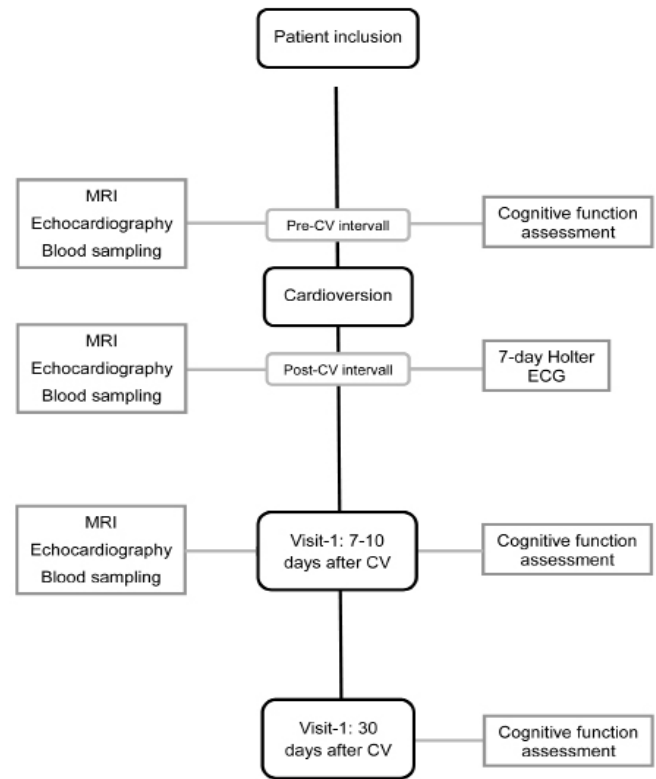 Patient inclusion
MRI
Echocardiography
Blood sampling
Pre-CV intervall
Cognitive function
assessment
Cardioversion
MRI
Echocardiography
Blood sampling
Post-CV intervall
7-day Holter
ECG
MRI
Echocardiography
Blood sampling
Visit-1: 7-10
days after CV
Cognitive function
assessment
Visit-1: 30
days after CV
Cognitive function
assessment